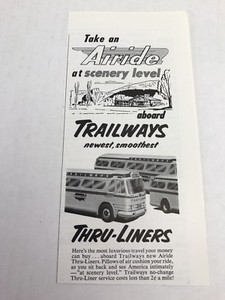 Take an
Airide
at scenery level
aboard
TRAILWAYS
newest, smoothest
THRU-LINERS
Here's the most luxurious travel your money
can buy... aboard Trailways new Airide
Thru-Liners. Pillows of air cushion your ride,
as you sit back and see America intimately
—"at scenery level." Trailways no-change
Thru-Liner service costs less than 2¢ a mile!